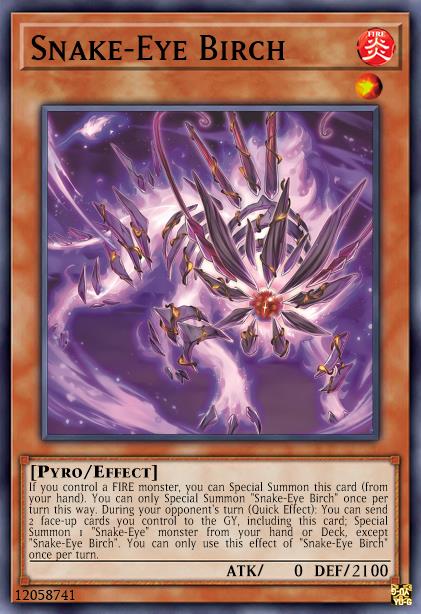 SNAKE-EYE BIRCH
FIRE
炎
[PYRO/EFFECT]
If you control a FIRE monster, you can Special Summon this card (from
your hand). You can only Special Summon "Snake-Eye Birch" once per
turn this way. During your opponent's turn (Quick Effect): You can send
2 face-up cards you control to the GY, including this card; Special
Summon 1 "Snake-Eye" monster from your hand or Deck, except
"Snake-Eye Birch". You can only use this effect of "Snake-Eye Birch"
once per turn.
ATK/ 0 DEF/2100
12058741